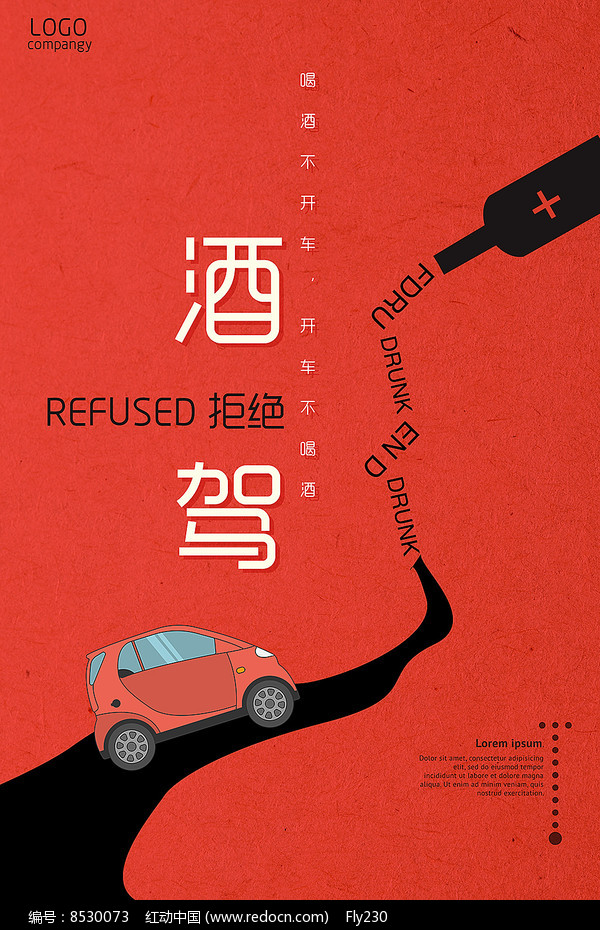 LOGO
compangy
喝酒不开车，开车不喝酒
酒
REFUSED 拒绝
驾
FDRU
DRUNK
EN D
DRUNK
Lorem ipsum.
Dolor sit amet, consectetur adipisicing
elit, sed do eiusmod tempor
incididunt ut labore et dolore magna
aliqua. Ut enim ad minim veniam, quis
nostrud exercitation.
编号：8530073 红动中国 (www.redocn.com) Fly230